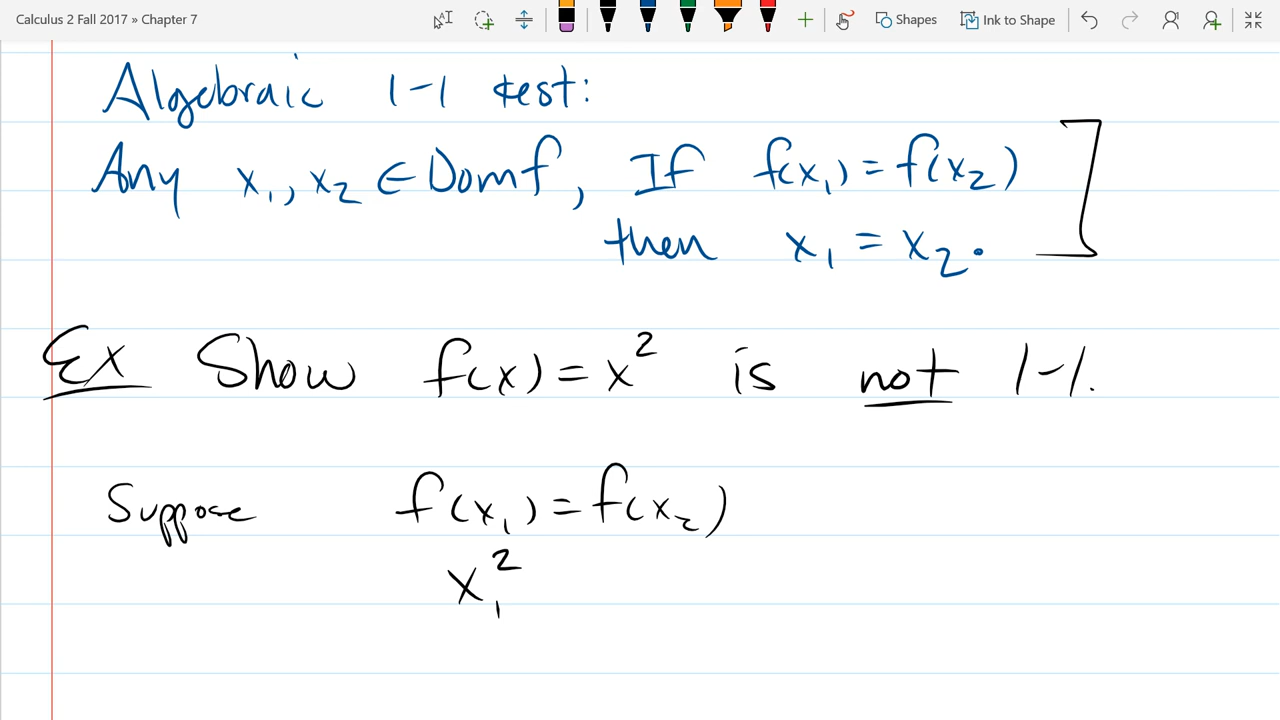 Calculus 2 Fall 2017 » Chapter 7
Shapes
Ink to Shape
Algebraic 1-1 test:
Any x₁, x₂ ∈ Domf, If f(x₁) = f(x₂)
then x₁ = x₂.
Ex Show f(x) = x² is not 1-1.
Suppose f(x₁) = f(x₂)
x₁²